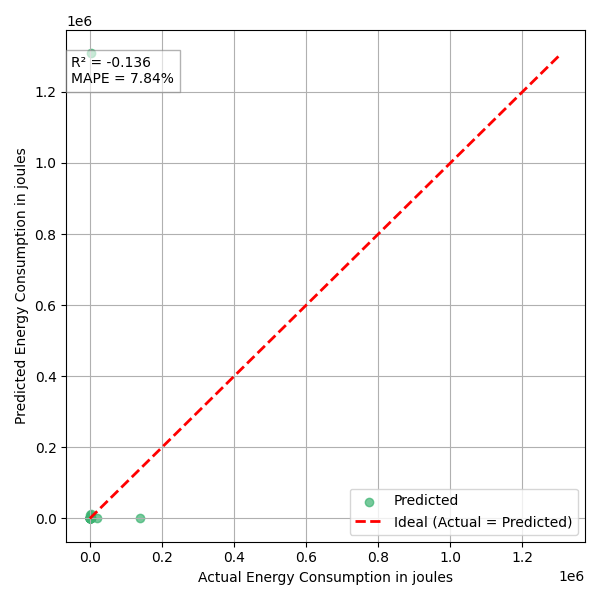 1e6
R² = -0.136
MAPE = 7.84%
1.2
1.0
0.8
0.6
0.4
0.2
0.0
Predicted Energy Consumption in joules
Predicted
Ideal (Actual = Predicted)
0.0 0.2 0.4 0.6 0.8 1.0 1.2
1e6
Actual Energy Consumption in joules